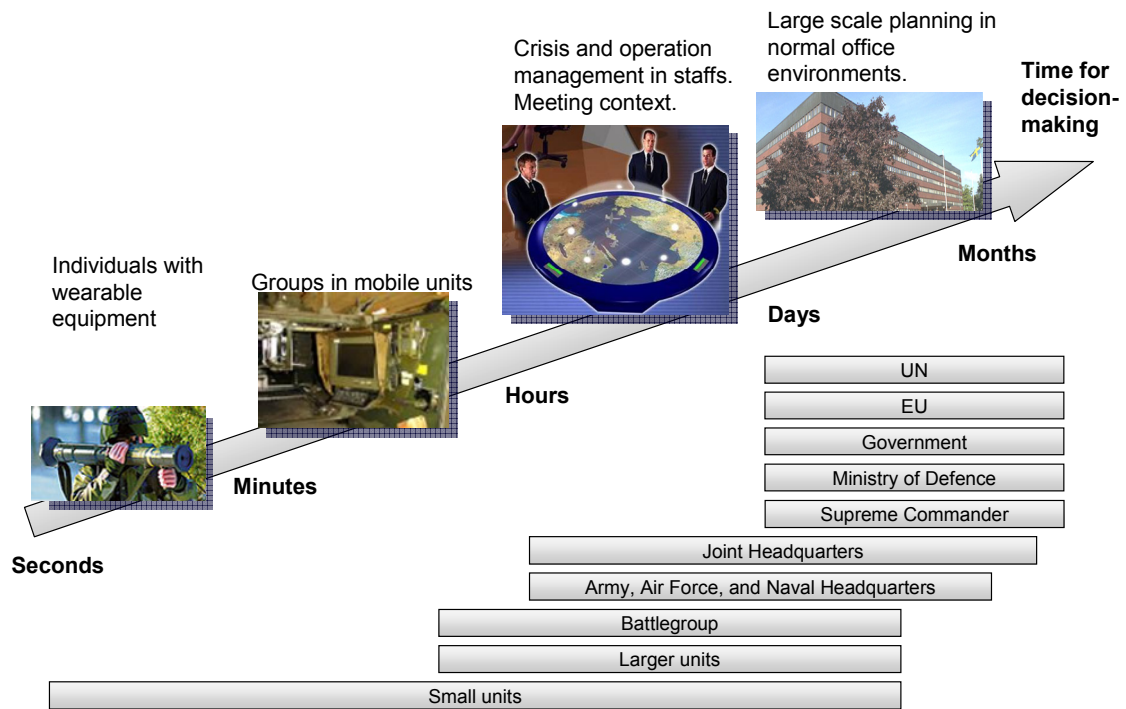 Large scale planning in
normal office
environments.
Crisis and operation
management in staffs.
Meeting context.
Time for
decision-
making
Individuals with
wearable
equipment
Groups in mobile units
Months
Days
Hours
Minutes
Seconds
UN
EU
Government
Ministry of Defence
Supreme Commander
Joint Headquarters
Army, Air Force, and Naval Headquarters
Battlegroup
Larger units
Small units